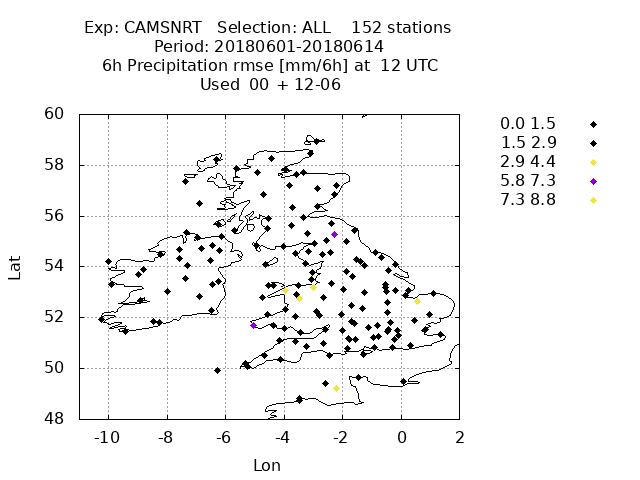 Exp: CAMSNRT Selection: ALL 152 stations
Period: 20180601-20180614
6h Precipitation rmse [mm/6h] at 12 UTC
Used 00 + 12-06
0.0 1.5
1.5 2.9
2.9 4.4
5.8 7.3
7.3 8.8
60
58
56
54
52
50
48
Lat
-10 -8 -6 -4 -2 0 2
Lon